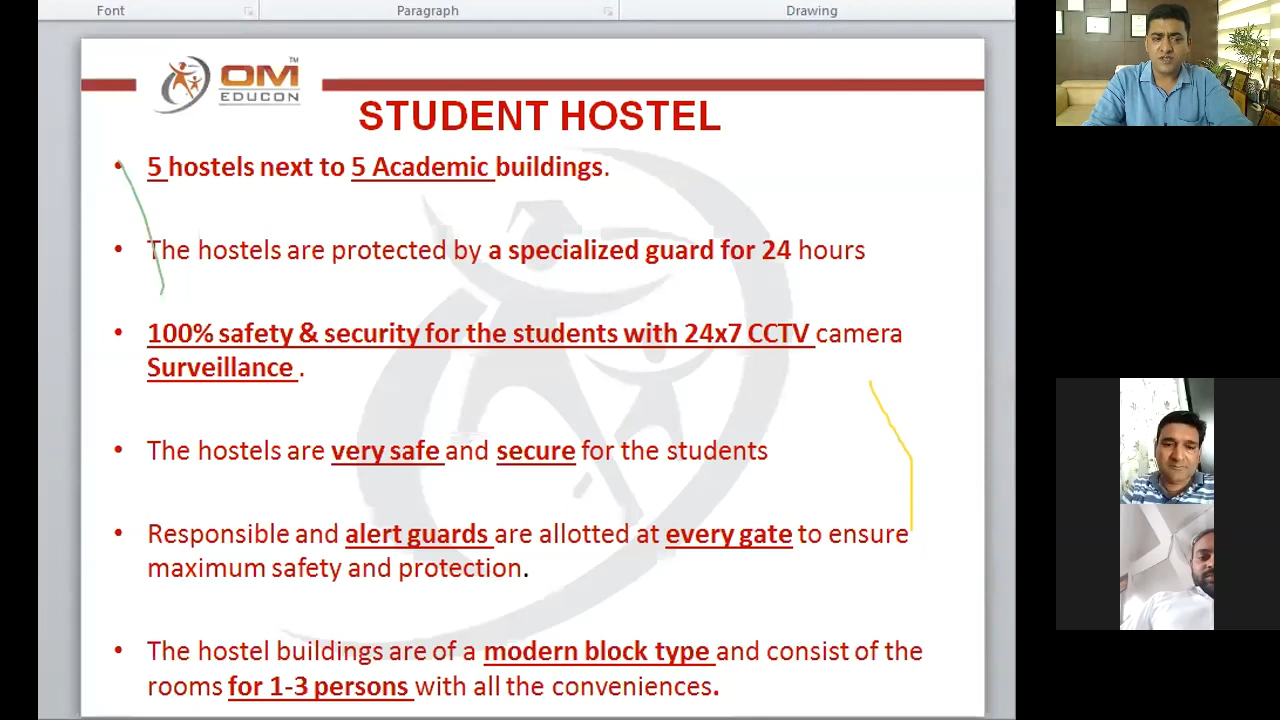 Font Paragraph Drawing
OM TM
EDUCON
STUDENT HOSTEL
• 5 hostels next to 5 Academic buildings.
• The hostels are protected by a specialized guard for 24 hours
• 100% safety & security for the students with 24x7 CCTV camera
Surveillance .
• The hostels are very safe and secure for the students
• Responsible and alert guards are allotted at every gate to ensure
maximum safety and protection.
• The hostel buildings are of a modern block type and consist of the
rooms for 1-3 persons with all the conveniences.